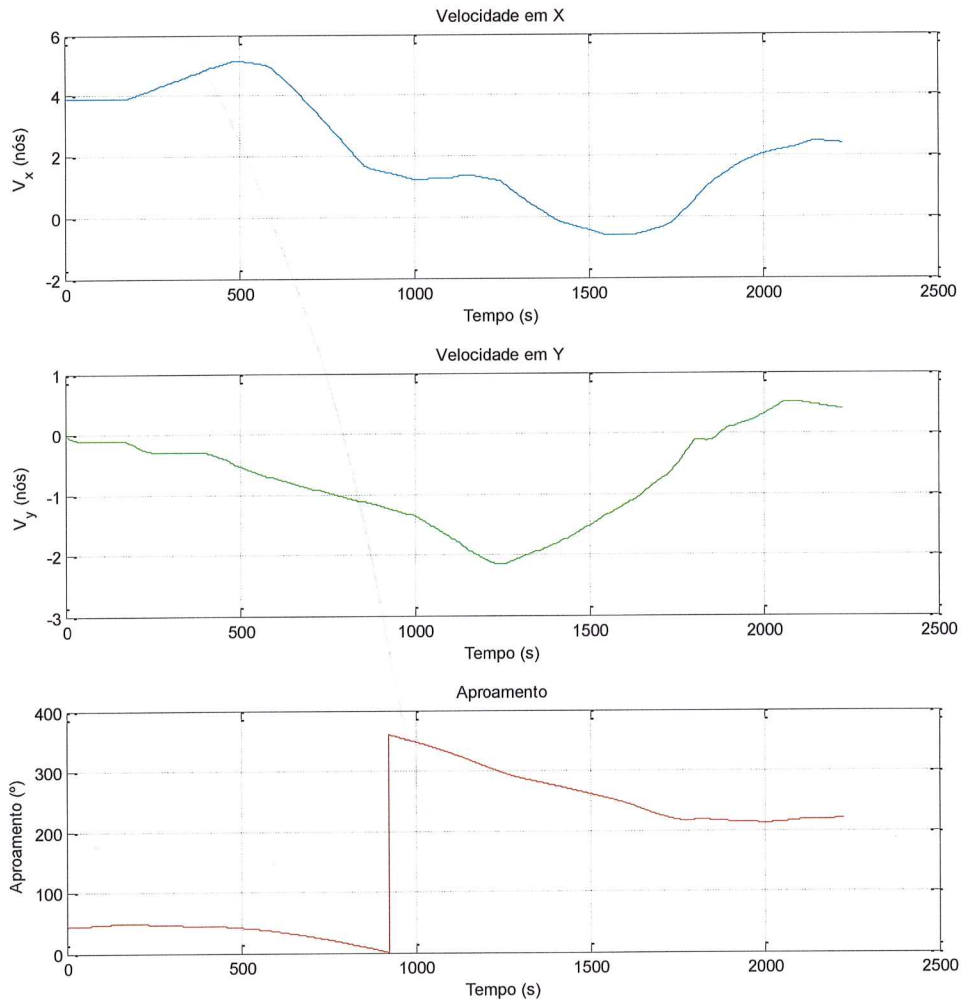 Velocidade em X
6
4
2
0
-2
V_x (nós)
0 500 1000 1500 2000 2500
Tempo (s)
Velocidade em Y
1
0
-1
-2
-3
V_y (nós)
0 500 1000 1500 2000 2500
Tempo (s)
Aproamento
400
300
200
100
0
Aproamento (°)
0 500 1000 1500 2000 2500
Tempo (s)